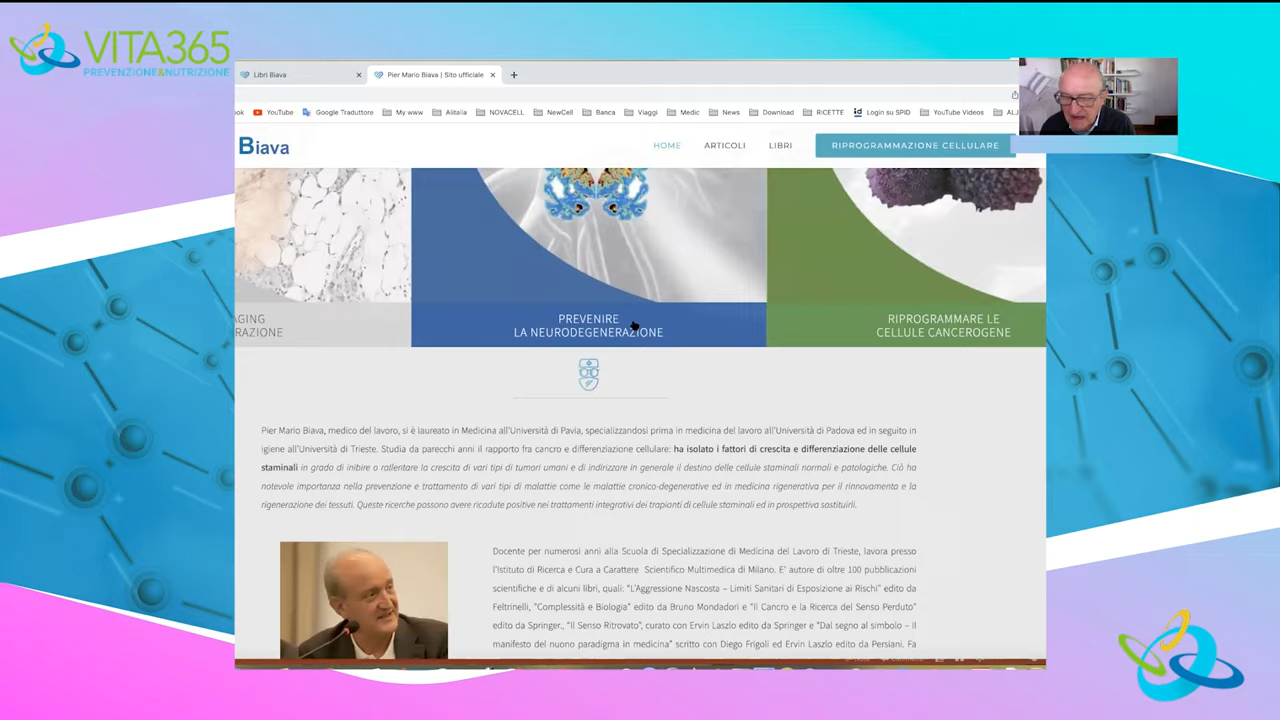 VITA365
PREVENZIONE&NUTRIZIONE
Libri Biava
Pier Mario Biava | Sito ufficiale
ok YouTube Google Traduttore My www Alitalia NOVACELL NewCell Banca Viaggi Medic News Download RICETTE Login su SPID YouTube Videos ALJ
Biava
HOME ARTICOLI LIBRI RIPROGRAMMAZIONE CELLULARE
AGING
RAZIONE
PREVENIRE
LA NEURODEGENERAZIONE
RIPROGRAMMARE LE
CELLULE CANCEROGENE
Pier Mario Biava, medico del lavoro, si è laureato in Medicina all'Università di Pavia, specializzandosi prima in medicina del lavoro all'Università di Padova ed in seguito in
igiene all'Università di Trieste. Studia da parecchi anni il rapporto fra cancro e differenziazione cellulare: ha isolato i fattori di crescita e differenziazione delle cellule
staminali in grado di inibire o rallentare la crescita di vari tipi di tumori umani e di indirizzare in generale il destino delle cellule staminali normali e patologiche. Ciò ha
notevole importanza nella prevenzione e trattamento di vari tipi di malattie come le malattie cronico-degenerative ed in medicina rigenerativa per il rinnovamento e la
rigenerazione dei tessuti. Queste ricerche possono avere ricadute positive nei trattamenti integrativi dei trapianti di cellule staminali ed in prospettiva sostituirli.
Docente per numerosi anni alla Scuola di Specializzazione di Medicina del Lavoro di Trieste, lavora presso
l'Istituto di Ricerca e Cura a Carattere Scientifico Multimedica di Milano. E' autore di oltre 100 pubblicazioni
scientifiche e di alcuni libri, quali: "L'Aggressione Nascosta – Limiti Sanitari di Esposizione ai Rischi" edito da
Feltrinelli, "Complessità e Biologia" edito da Bruno Mondadori e "Il Cancro e la Ricerca del Senso Perduto"
edito da Springer., "Il Senso Ritrovato", curato con Ervin Laszlo edito da Springer e "Dal segno al simbolo – Il
manifesto del nuovo paradigma in medicina" scritto con Diego Frigoli ed Ervin Laszlo edito da Persiani. Fa